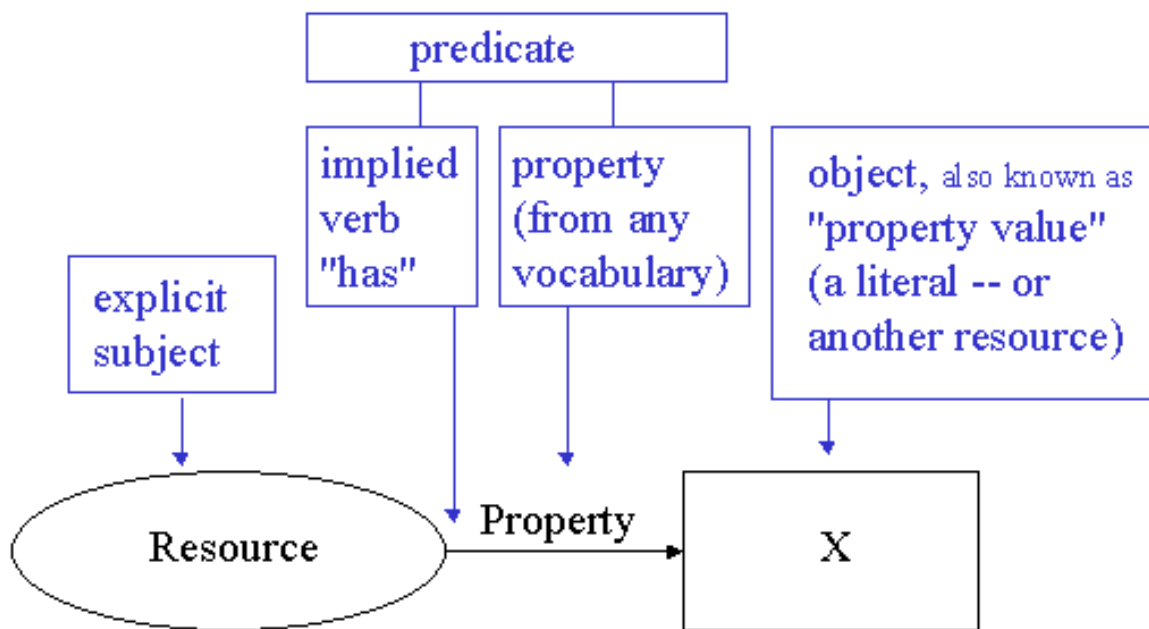 predicate
implied
verb
"has"
property
(from any
vocabulary)
object, also known as
"property value"
(a literal -- or
another resource)
explicit
subject
Resource
Property
X